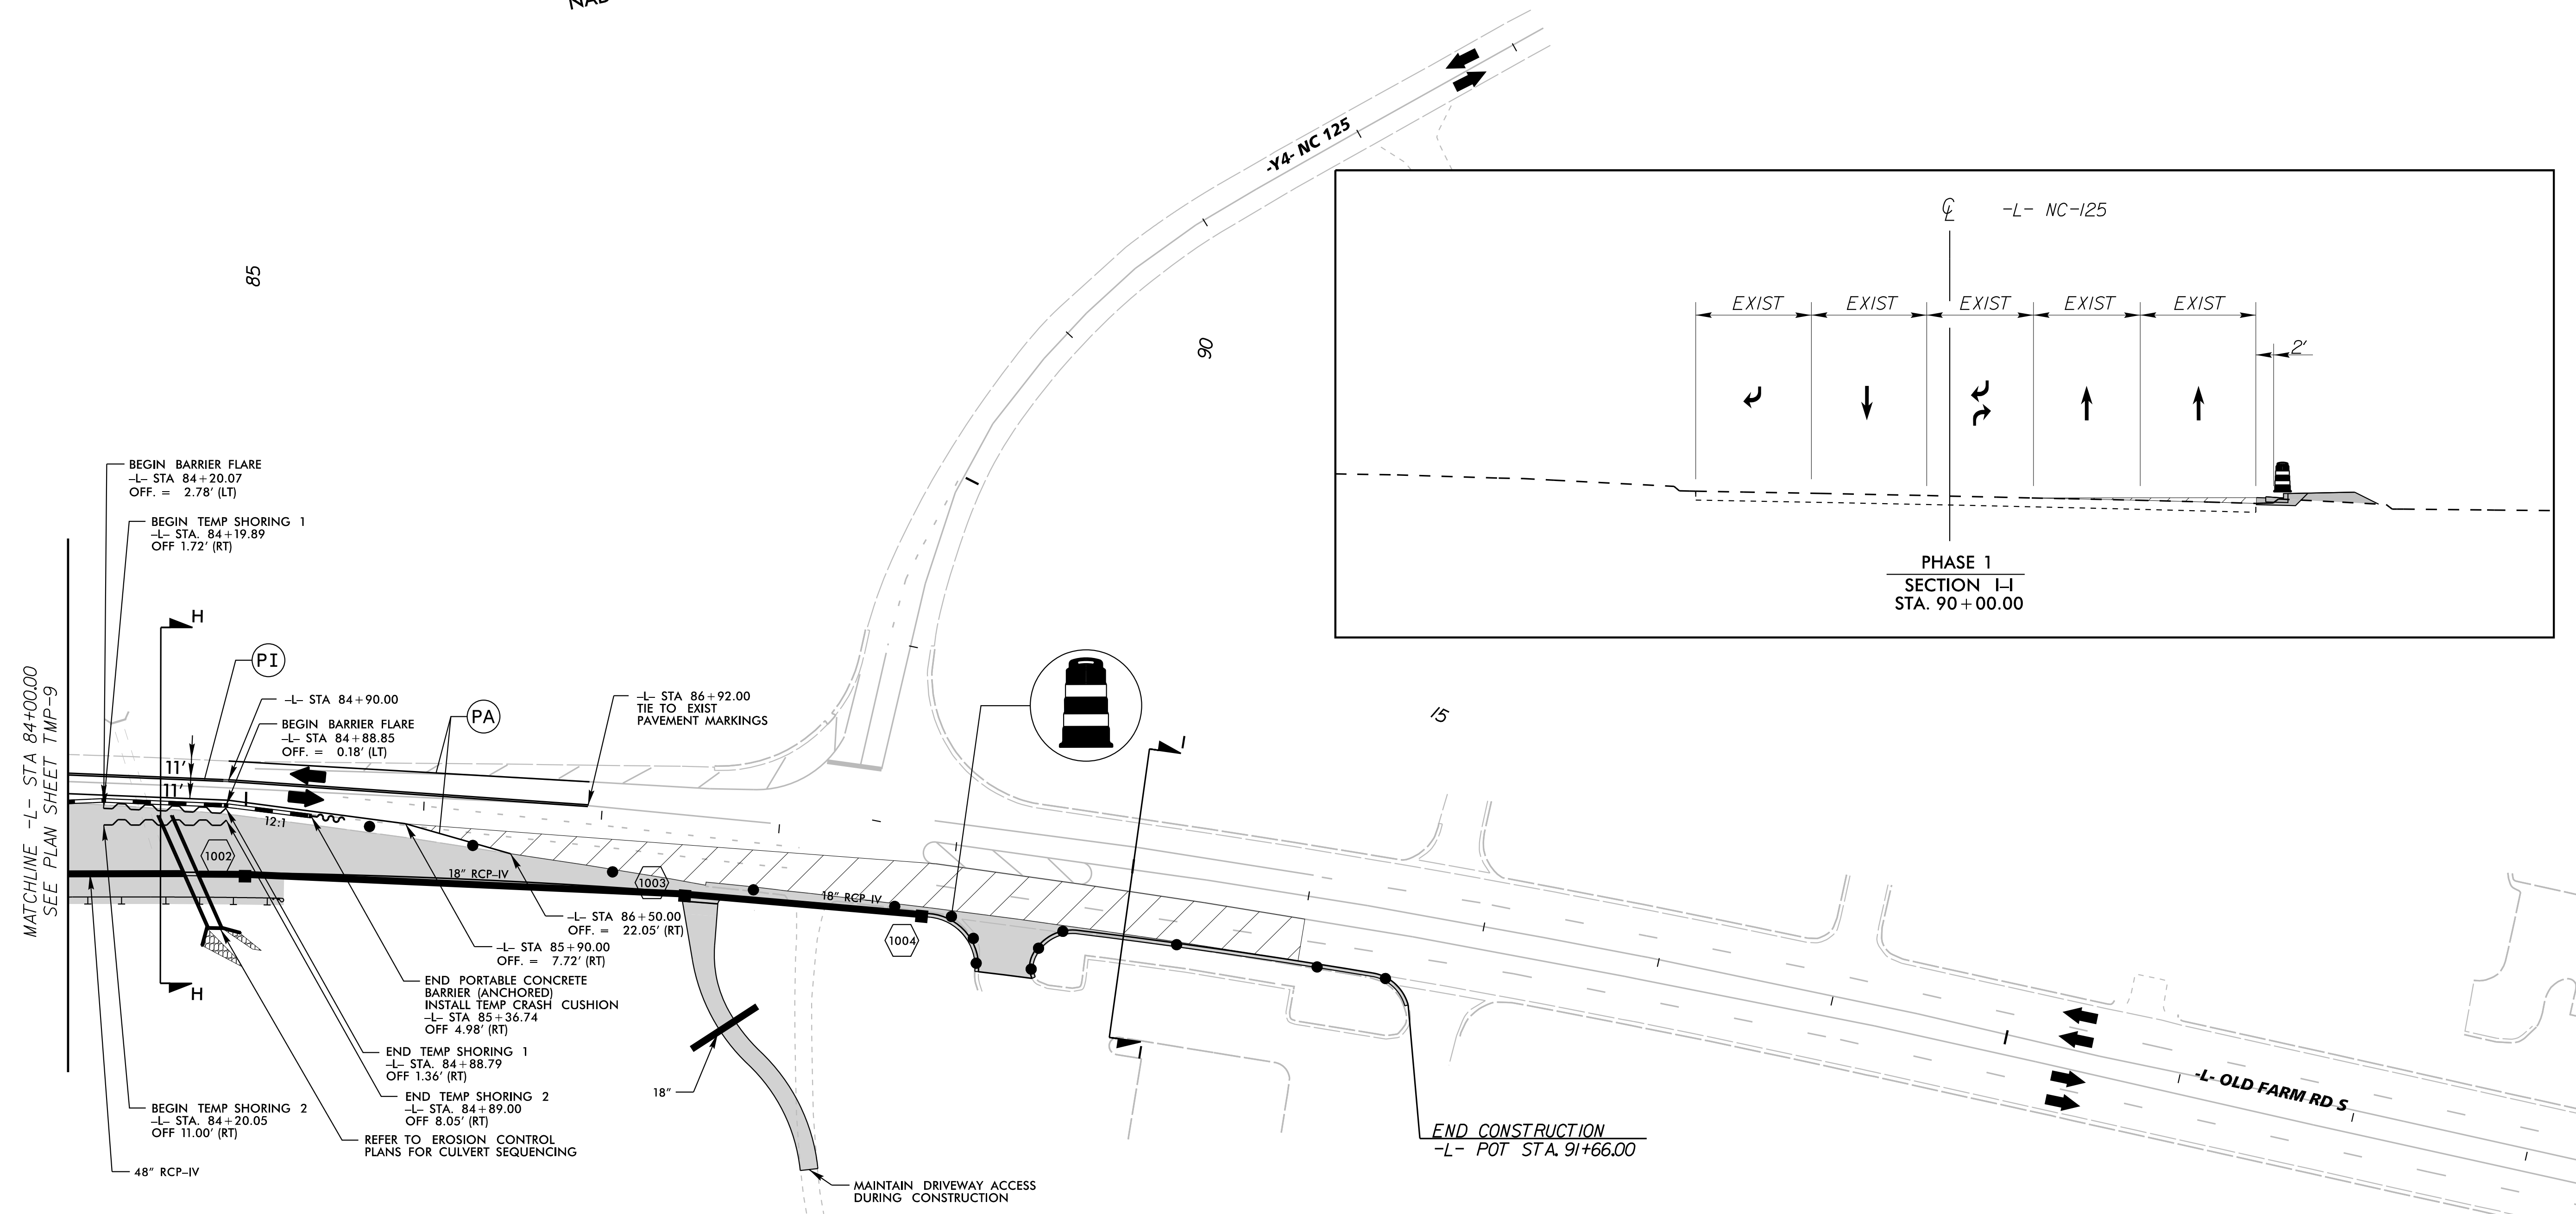 NAD
-Y4- NC 125
℄ -L- NC-125
EXIST EXIST EXIST EXIST EXIST
2'
PHASE 1
SECTION I-I
STA. 90+00.00
85
90
15
BEGIN BARRIER FLARE
-L- STA 84+20.07
OFF. = 2.78' (LT)
BEGIN TEMP SHORING 1
-L- STA. 84+19.89
OFF 1.72' (RT)
H
PI
MATCHLINE -L- STA 84+00.00
SEE PLAN SHEET TMP-9
-L- STA 84+90.00
BEGIN BARRIER FLARE
-L- STA 84+88.85
OFF. = 0.18' (LT)
PA
-L- STA 86+92.00
TIE TO EXIST
PAVEMENT MARKINGS
11'
11'
12:1
1002
18" RCP-IV
1003
18" RCP-IV
1004
I
-L- STA 86+50.00
OFF. = 22.05' (RT)
-L- STA 85+90.00
OFF. = 7.72' (RT)
END PORTABLE CONCRETE
BARRIER (ANCHORED)
INSTALL TEMP CRASH CUSHION
-L- STA 85+36.74
OFF 4.98' (RT)
H
END TEMP SHORING 1
-L- STA. 84+88.79
OFF 1.36' (RT)
I
18"
END TEMP SHORING 2
-L- STA. 84+89.00
OFF 8.05' (RT)
BEGIN TEMP SHORING 2
-L- STA. 84+20.05
OFF 11.00' (RT)
REFER TO EROSION CONTROL
PLANS FOR CULVERT SEQUENCING
48" RCP-IV
MAINTAIN DRIVEWAY ACCESS
DURING CONSTRUCTION
END CONSTRUCTION
-L- POT STA. 91+66.00
-L- OLD FARM RD S